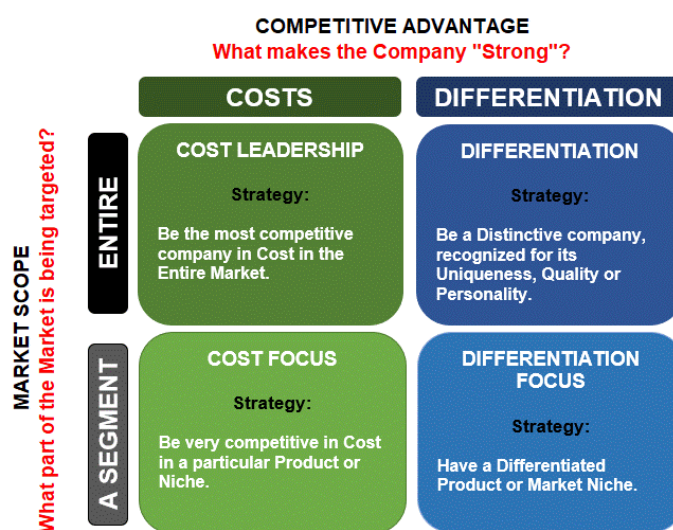 COMPETITIVE ADVANTAGE
What makes the Company "Strong"?
COSTS
DIFFERENTIATION
MARKET SCOPE
What part of the Market is being targeted?
ENTIRE
COST LEADERSHIP
Strategy:
Be the most competitive
company in Cost in the
Entire Market.
DIFFERENTIATION
Strategy:
Be a Distinctive company,
recognized for its
Uniqueness, Quality or
Personality.
A SEGMENT
COST FOCUS
Strategy:
Be very competitive in Cost
in a particular Product or
Niche.
DIFFERENTIATION
FOCUS
Strategy:
Have a Differentiated
Product or Market Niche.